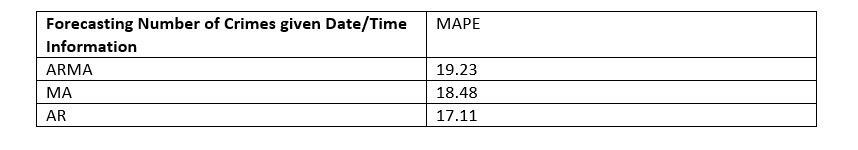 Forecasting Number of Crimes given Date/Time MAPE
Information
ARMA 19.23
MA 18.48
AR 17.11